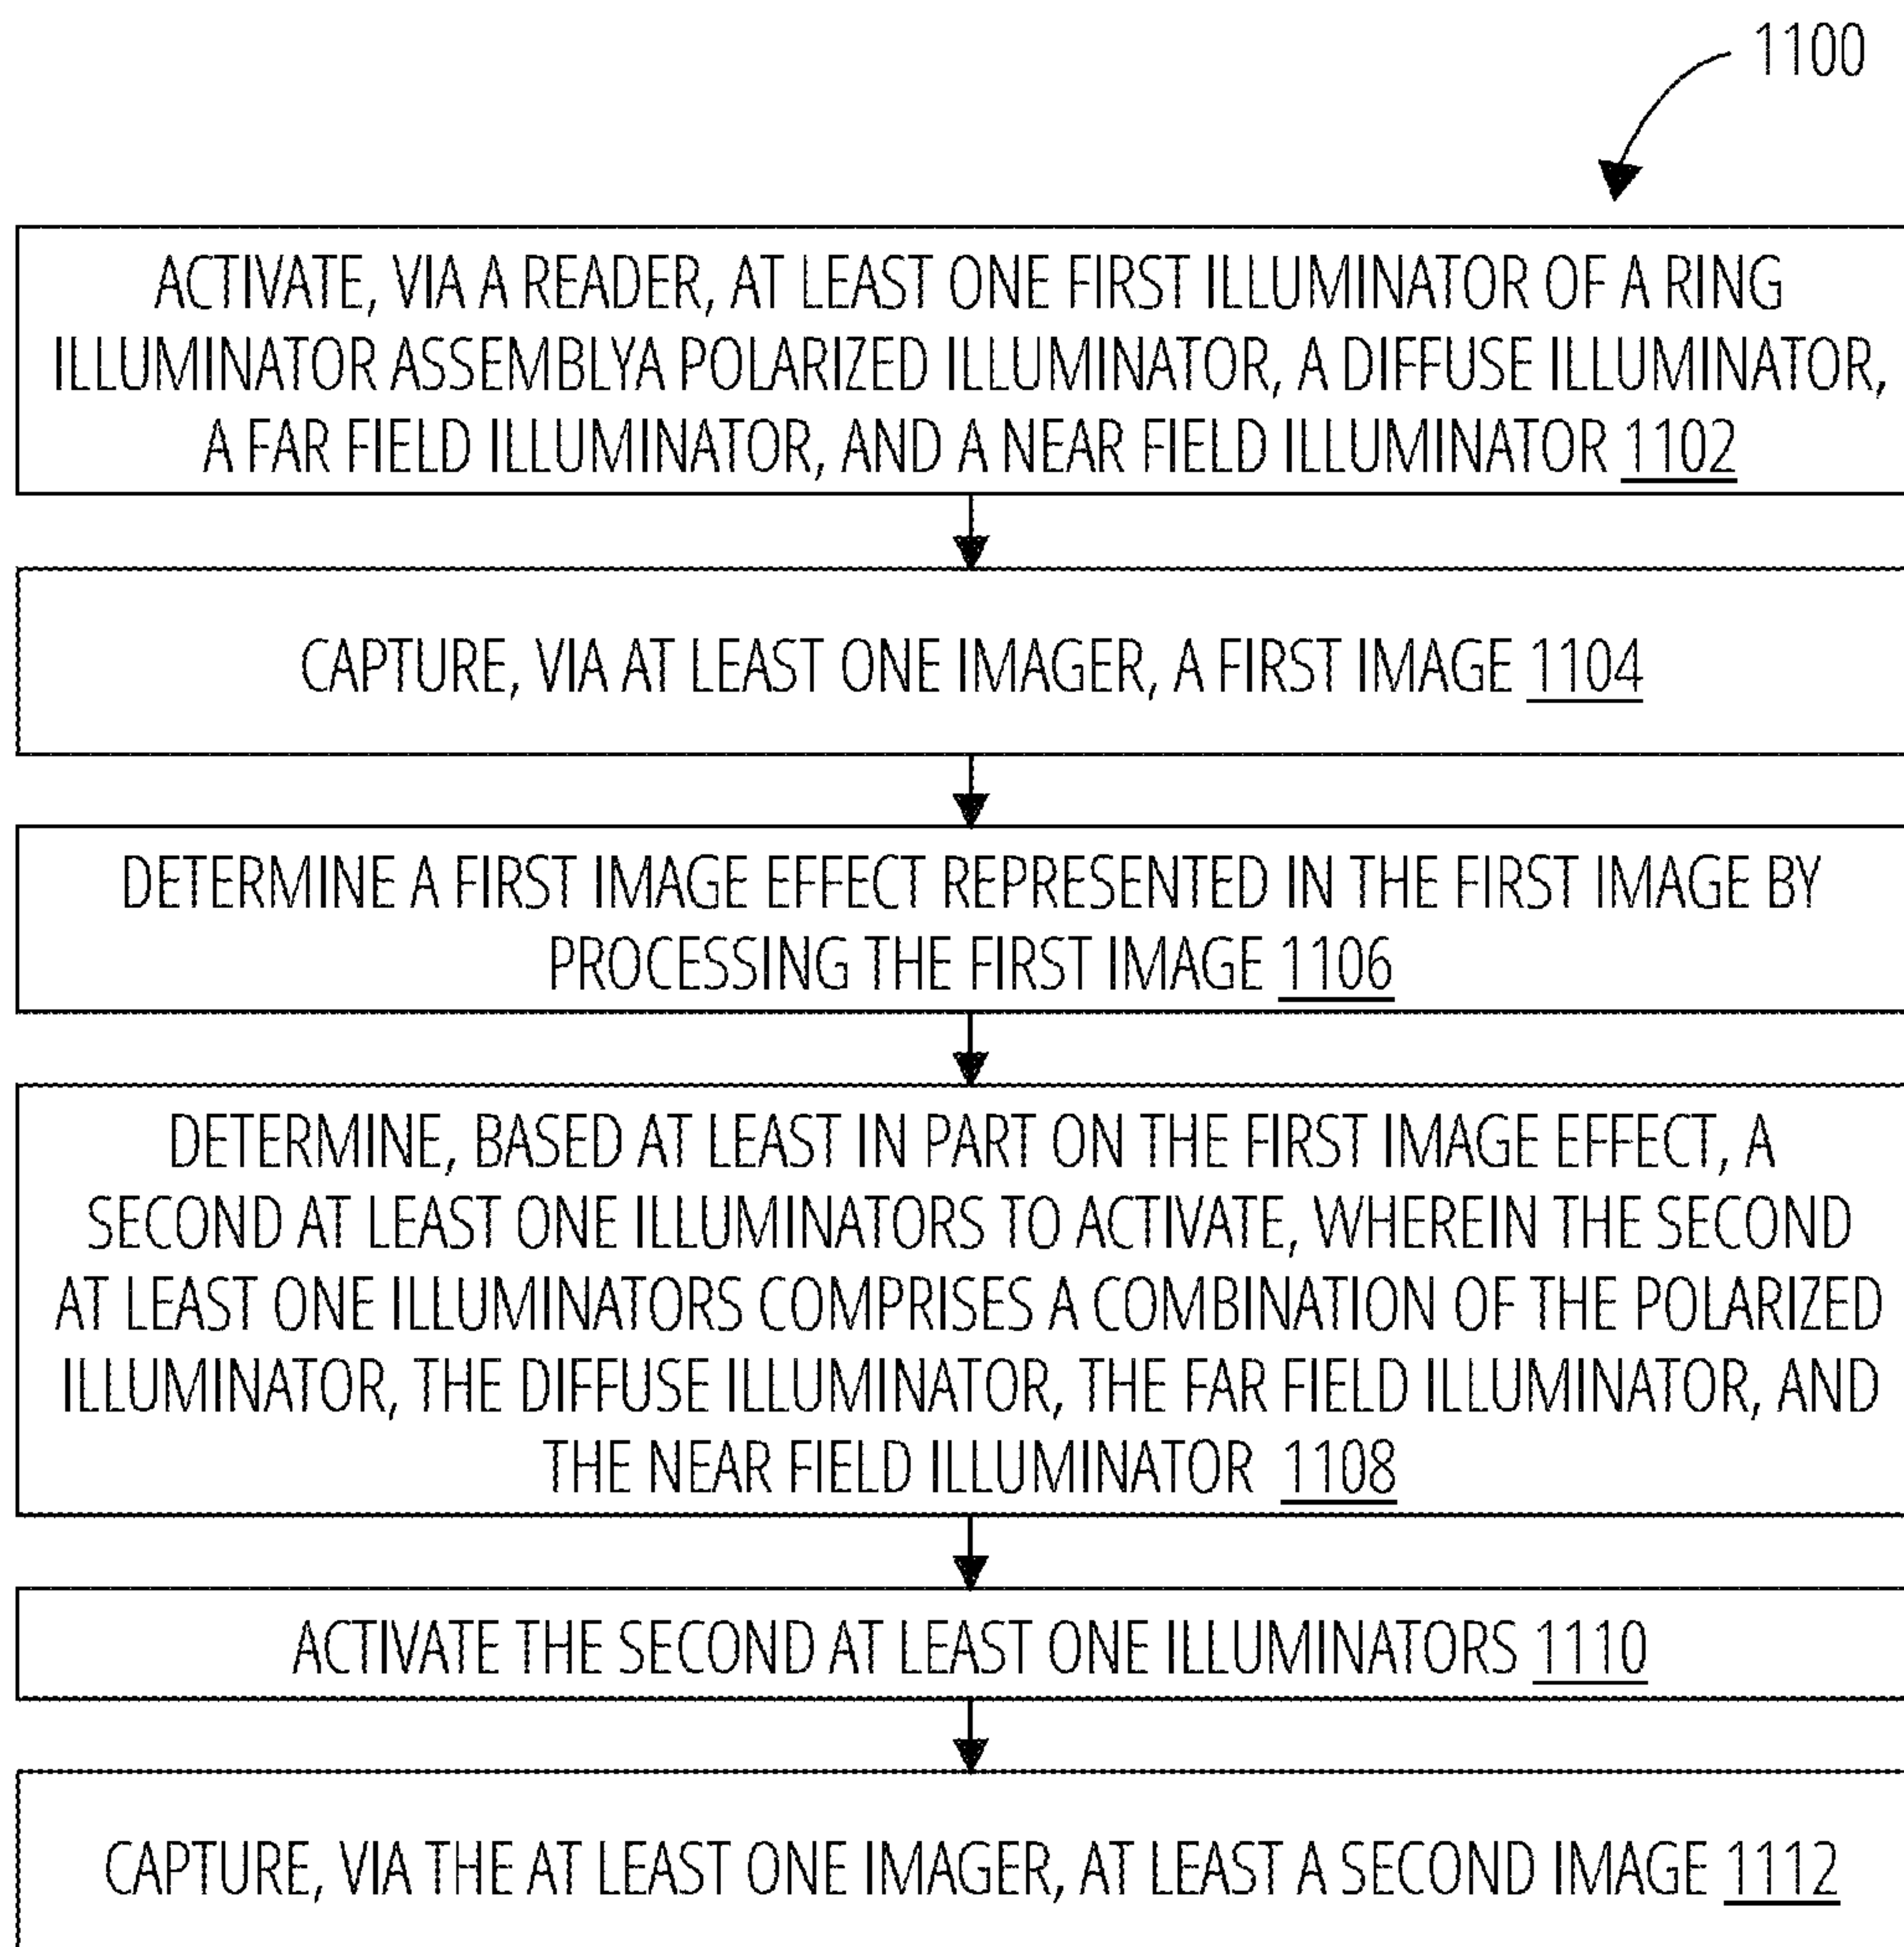 1100
ACTIVATE, VIA A READER, AT LEAST ONE FIRST ILLUMINATOR OF A RING
ILLUMINATOR ASSEMBLYA POLARIZED ILLUMINATOR, A DIFFUSE ILLUMINATOR,
A FAR FIELD ILLUMINATOR, AND A NEAR FIELD ILLUMINATOR 1102
CAPTURE, VIA AT LEAST ONE IMAGER, A FIRST IMAGE 1104
DETERMINE A FIRST IMAGE EFFECT REPRESENTED IN THE FIRST IMAGE BY
PROCESSING THE FIRST IMAGE 1106
DETERMINE, BASED AT LEAST IN PART ON THE FIRST IMAGE EFFECT, A
SECOND AT LEAST ONE ILLUMINATORS TO ACTIVATE, WHEREIN THE SECOND
AT LEAST ONE ILLUMINATORS COMPRISES A COMBINATION OF THE POLARIZED
ILLUMINATOR, THE DIFFUSE ILLUMINATOR, THE FAR FIELD ILLUMINATOR, AND
THE NEAR FIELD ILLUMINATOR 1108
ACTIVATE THE SECOND AT LEAST ONE ILLUMINATORS 1110
CAPTURE, VIA THE AT LEAST ONE IMAGER, AT LEAST A SECOND IMAGE 1112